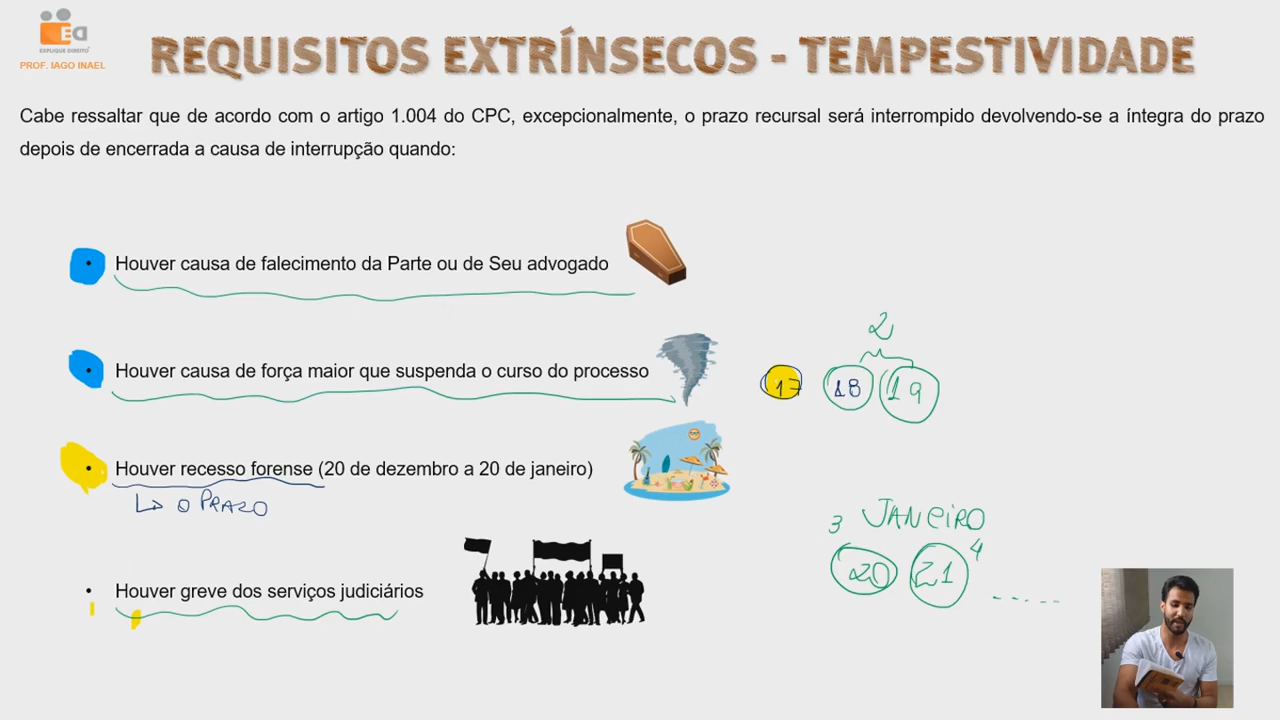 ED
EXPLIQUE DIREITO
PROF. IAGO INAEL
REQUISITOS EXTRÍNSECOS - TEMPESTIVIDADE
Cabe ressaltar que de acordo com o artigo 1.004 do CPC, excepcionalmente, o prazo recursal será interrompido devolvendo-se a íntegra do prazo
depois de encerrada a causa de interrupção quando:
• Houver causa de falecimento da Parte ou de Seu advogado
2
• Houver causa de força maior que suspenda o curso do processo
17 18 19
• Houver recesso forense (20 de dezembro a 20 de janeiro)
O PRAZO
3 JANEIRO
20 21 4
• Houver greve dos serviços judiciários